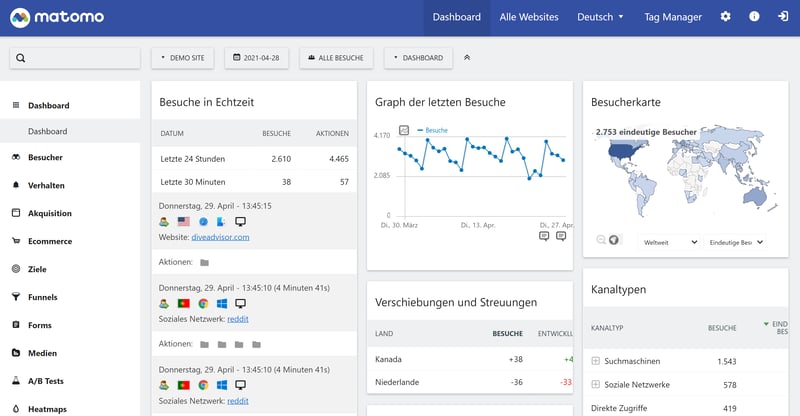 matomo
Dashboard
Alle Websites
Deutsch
Tag Manager
DEMO SITE
2021-04-28
ALLE BESUCHE
DASHBOARD
Dashboard
Dashboard
Besucher
Verhalten
Akquisition
Ecommerce
Ziele
Funnels
Forms
Medien
A/B Tests
Heatmaps
Besuche in Echtzeit
DATUM BESUCHE AKTIONEN
Letzte 24 Stunden 2.610 4.465
Letzte 30 Minuten 38 57
Donnerstag, 29. April - 13:45:15
Website: diveadvisor.com
Aktionen:
Donnerstag, 29. April - 13:45:10 (4 Minuten 41s)
Soziales Netzwerk: reddit
Aktionen:
Donnerstag, 29. April - 13:45:10 (4 Minuten 41s)
Soziales Netzwerk: reddit
Graph der letzten Besuche
Besuche
4.170
2.085
0
Di., 30. März Di., 13. Apr. Di., 27. Apr.
Verschiebungen und Streuungen
LAND BESUCHE ENTWICKLU
Kanada +38
Niederlande -36 -33
Besucherkarte
2.753 eindeutige Besucher
Weltweit Eindeutige Bes
Kanaltypen
KANALTYP BESUCHE EIND
BES
Suchmaschinen 1.543
Soziale Netzwerke 578
Direkte Zugriffe 419